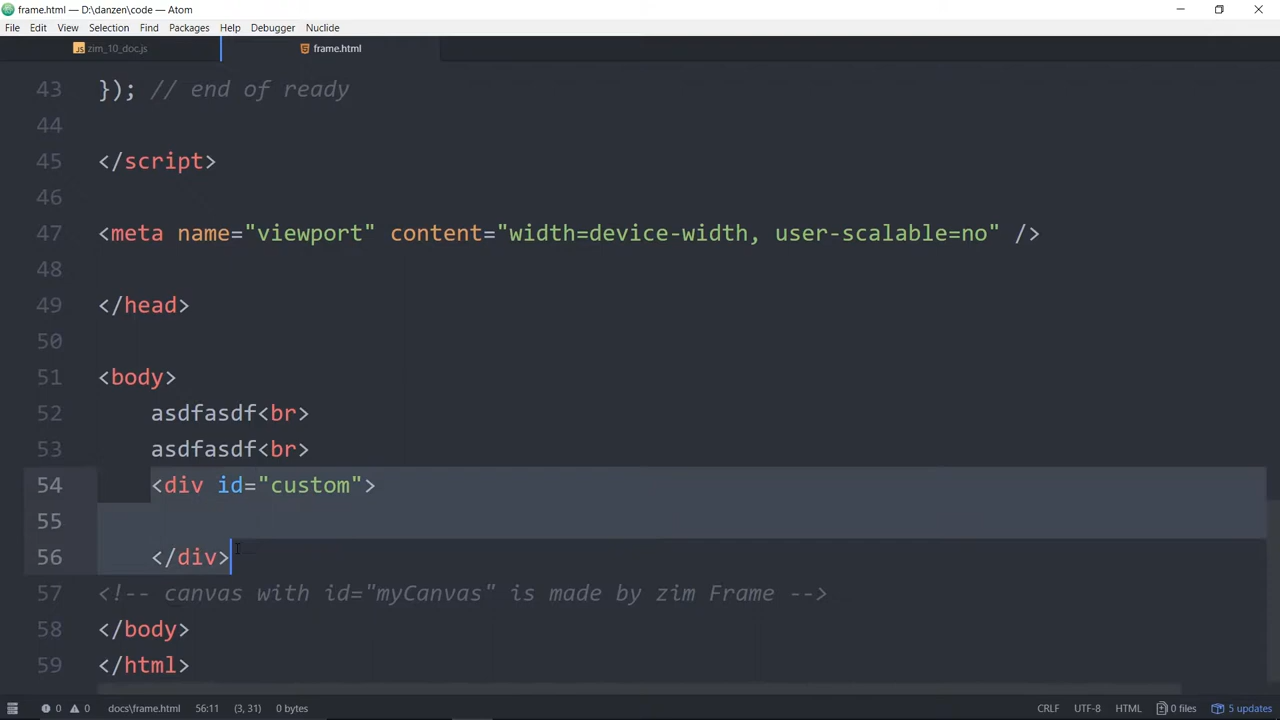 frame.html — D:\danzen\code — Atom
File Edit View Selection Find Packages Help Debugger Nuclide
JS zim_10_doc.js frame.html
43 }); // end of ready
44
45 </script>
46
47 <meta name="viewport" content="width=device-width, user-scalable=no" />
48
49 </head>
50
51 <body>
52 asdfasdf<br>
53 asdfasdf<br>
54 <div id="custom">
55
56 </div>
57 <!-- canvas with id="myCanvas" is made by zim Frame -->
58 </body>
59 </html>
0 0 docs\frame.html 56:11 (3, 31) 0 bytes CRLF UTF-8 HTML 0 files 5 updates